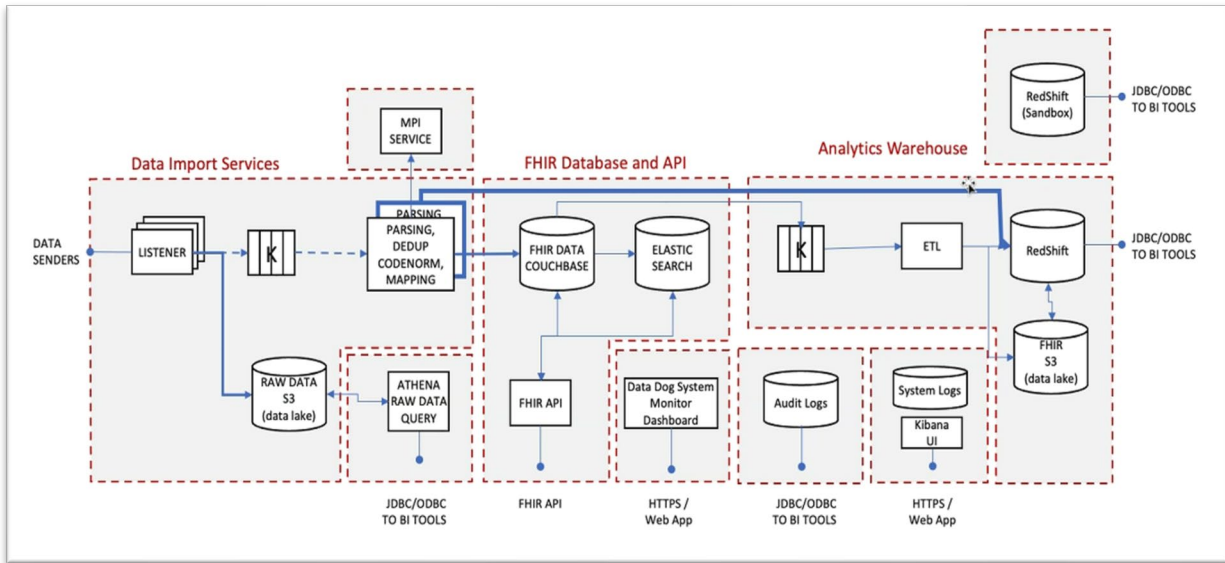 RedShift
(Sandbox)
JDBC/ODBC
TO BI TOOLS
MPI
SERVICE
Data Import Services
FHIR Database and API
Analytics Warehouse
DATA
SENDERS
LISTENER
K
PARSING
PARSING,
DEDUP
CODENORM,
MAPPING
FHIR DATA
COUCHBASE
ELASTIC
SEARCH
K
ETL
RedShift
JDBC/ODBC
TO BI TOOLS
RAW DATA
S3
(data lake)
ATHENA
RAW DATA
QUERY
FHIR API
Data Dog System
Monitor
Dashboard
Audit Logs
System Logs
Kibana
UI
FHIR
S3
(data lake)
JDBC/ODBC
TO BI TOOLS
FHIR API
HTTPS /
Web App
JDBC/ODBC
TO BI TOOLS
HTTPS /
Web App